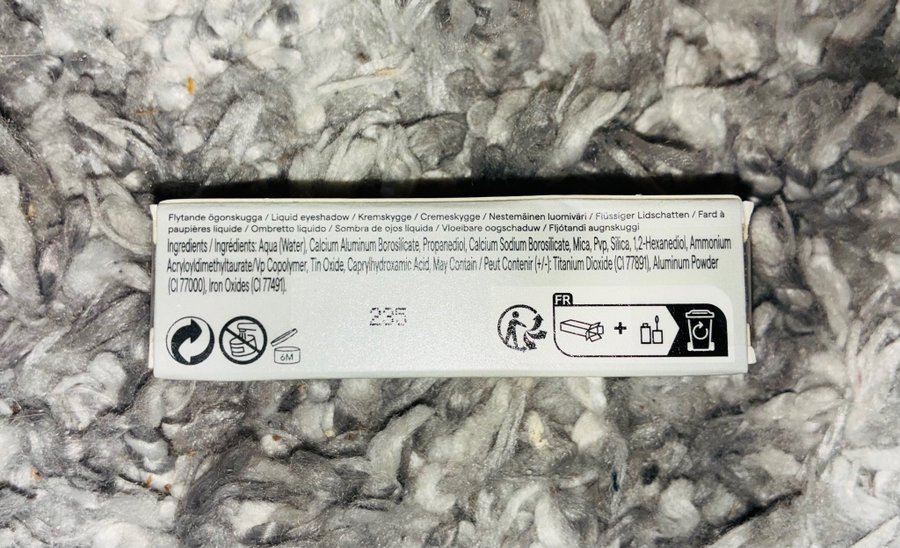 Flytande ögonskugga / Liquid eyeshadow / Kremskygge / Cremeskygge / Nestemäinen luomiväri / Flüssiger Lidschatten / Fard à
paupières liquide / Ombretto liquido / Sombra de ojos líquida / Vloeibare oogschaduw / Fljótandi augnskuggi
Ingredients / Ingrédients: Aqua (Water), Calcium Aluminum Borosilicate, Propanediol, Calcium Sodium Borosilicate, Mica, Pvp, Silica, 1,2-Hexanediol, Ammonium
Acryloyldimethyltaurate/Vp Copolymer, Tin Oxide, Caprylhydroxamic Acid, May Contain / Peut Contenir (+/-): Titanium Dioxide (CI 77891), Aluminum Powder
(CI 77000), Iron Oxides (CI 77491).
235
FR
6M
+